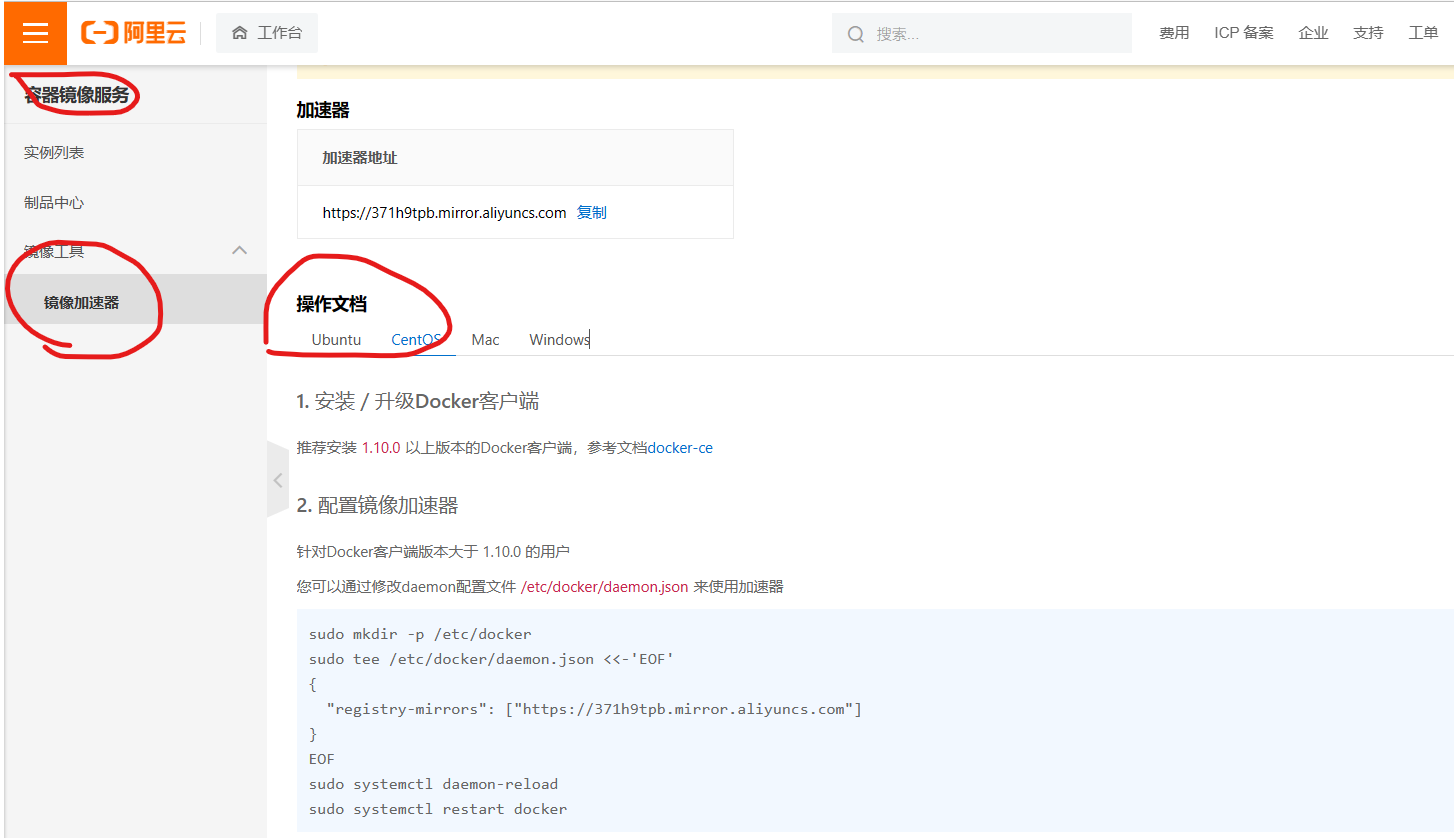 阿里云
工作台
搜索...
费用
ICP 备案
企业
支持
工单
容器镜像服务
实例列表
制品中心
镜像工具
镜像加速器
加速器
加速器地址
https://371h9tpb.mirror.aliyuncs.com 复制
操作文档
Ubuntu CentOS Mac Windows
1. 安装 / 升级Docker客户端
推荐安装 1.10.0 以上版本的Docker客户端，参考文档docker-ce
2. 配置镜像加速器
针对Docker客户端版本大于 1.10.0 的用户
您可以通过修改daemon配置文件 /etc/docker/daemon.json 来使用加速器
sudo mkdir -p /etc/docker
sudo tee /etc/docker/daemon.json <<-'EOF'
{
  "registry-mirrors": ["https://371h9tpb.mirror.aliyuncs.com"]
}
EOF
sudo systemctl daemon-reload
sudo systemctl restart docker